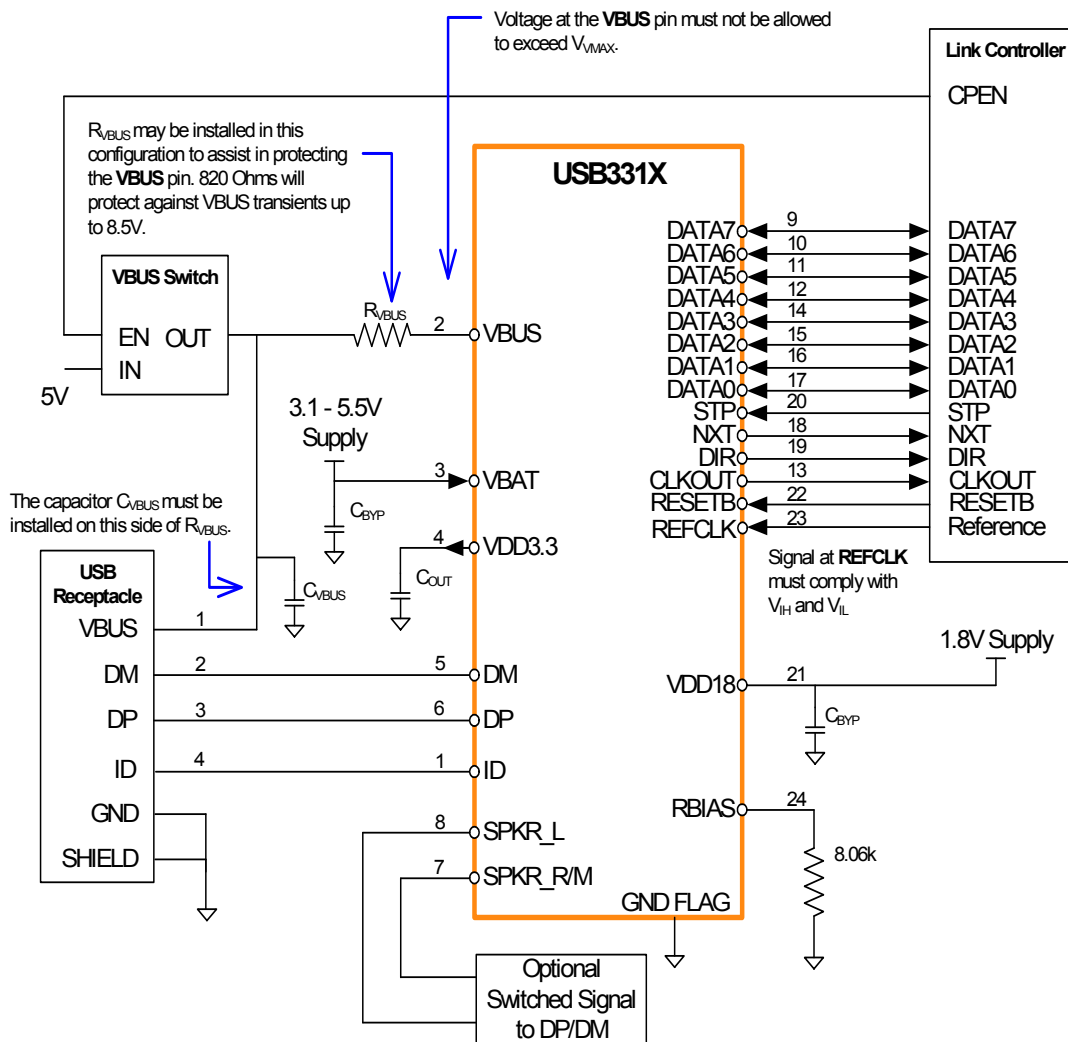 Voltage at the VBUS pin must not be allowed
to exceed VVMAX.
Link Controller
CPEN
RVBUS may be installed in this
configuration to assist in protecting
the VBUS pin. 820 Ohms will
protect against VBUS transients up
to 8.5V.
USB331X
VBUS Switch
EN OUT
IN
5V
RVBUS
2
VBUS
3.1 - 5.5V
Supply
3
VBAT
CBYP
4
VDD3.3
COUT
The capacitor CVBUS must be
installed on this side of RVBUS.
CVBUS
USB
Receptacle
VBUS 1
DM 2 5 DM
DP 3 6 DP
ID 4 1 ID
GND
SHIELD
8 SPKR_L
7 SPKR_R/M
GND FLAG
Optional
Switched Signal
to DP/DM
DATA7 9 DATA7
DATA6 10 DATA6
DATA5 11 DATA5
DATA4 12 DATA4
DATA3 14 DATA3
DATA2 15 DATA2
DATA1 16 DATA1
DATA0 17 DATA0
STP 20 STP
NXT 18 NXT
DIR 19 DIR
CLKOUT 13 CLKOUT
RESETB 22 RESETB
REFCLK 23 Reference
Signal at REFCLK
must comply with
VIH and VIL
1.8V Supply
VDD18 21
CBYP
RBIAS 24
8.06k